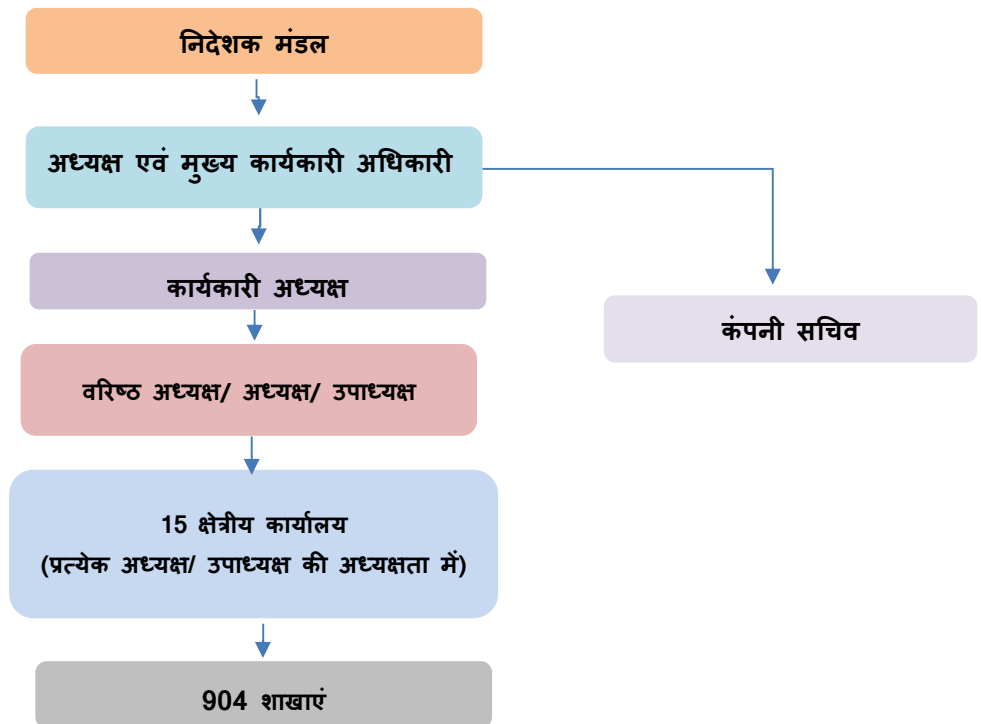 निदेशक मंडल
अध्यक्ष एवं मुख्य कार्यकारी अधिकारी
कार्यकारी अध्यक्ष
कंपनी सचिव
वरिष्ठ अध्यक्ष/ अध्यक्ष/ उपाध्यक्ष
15 क्षेत्रीय कार्यालय
(प्रत्येक अध्यक्ष/ उपाध्यक्ष की अध्यक्षता में)
904 शाखाएं